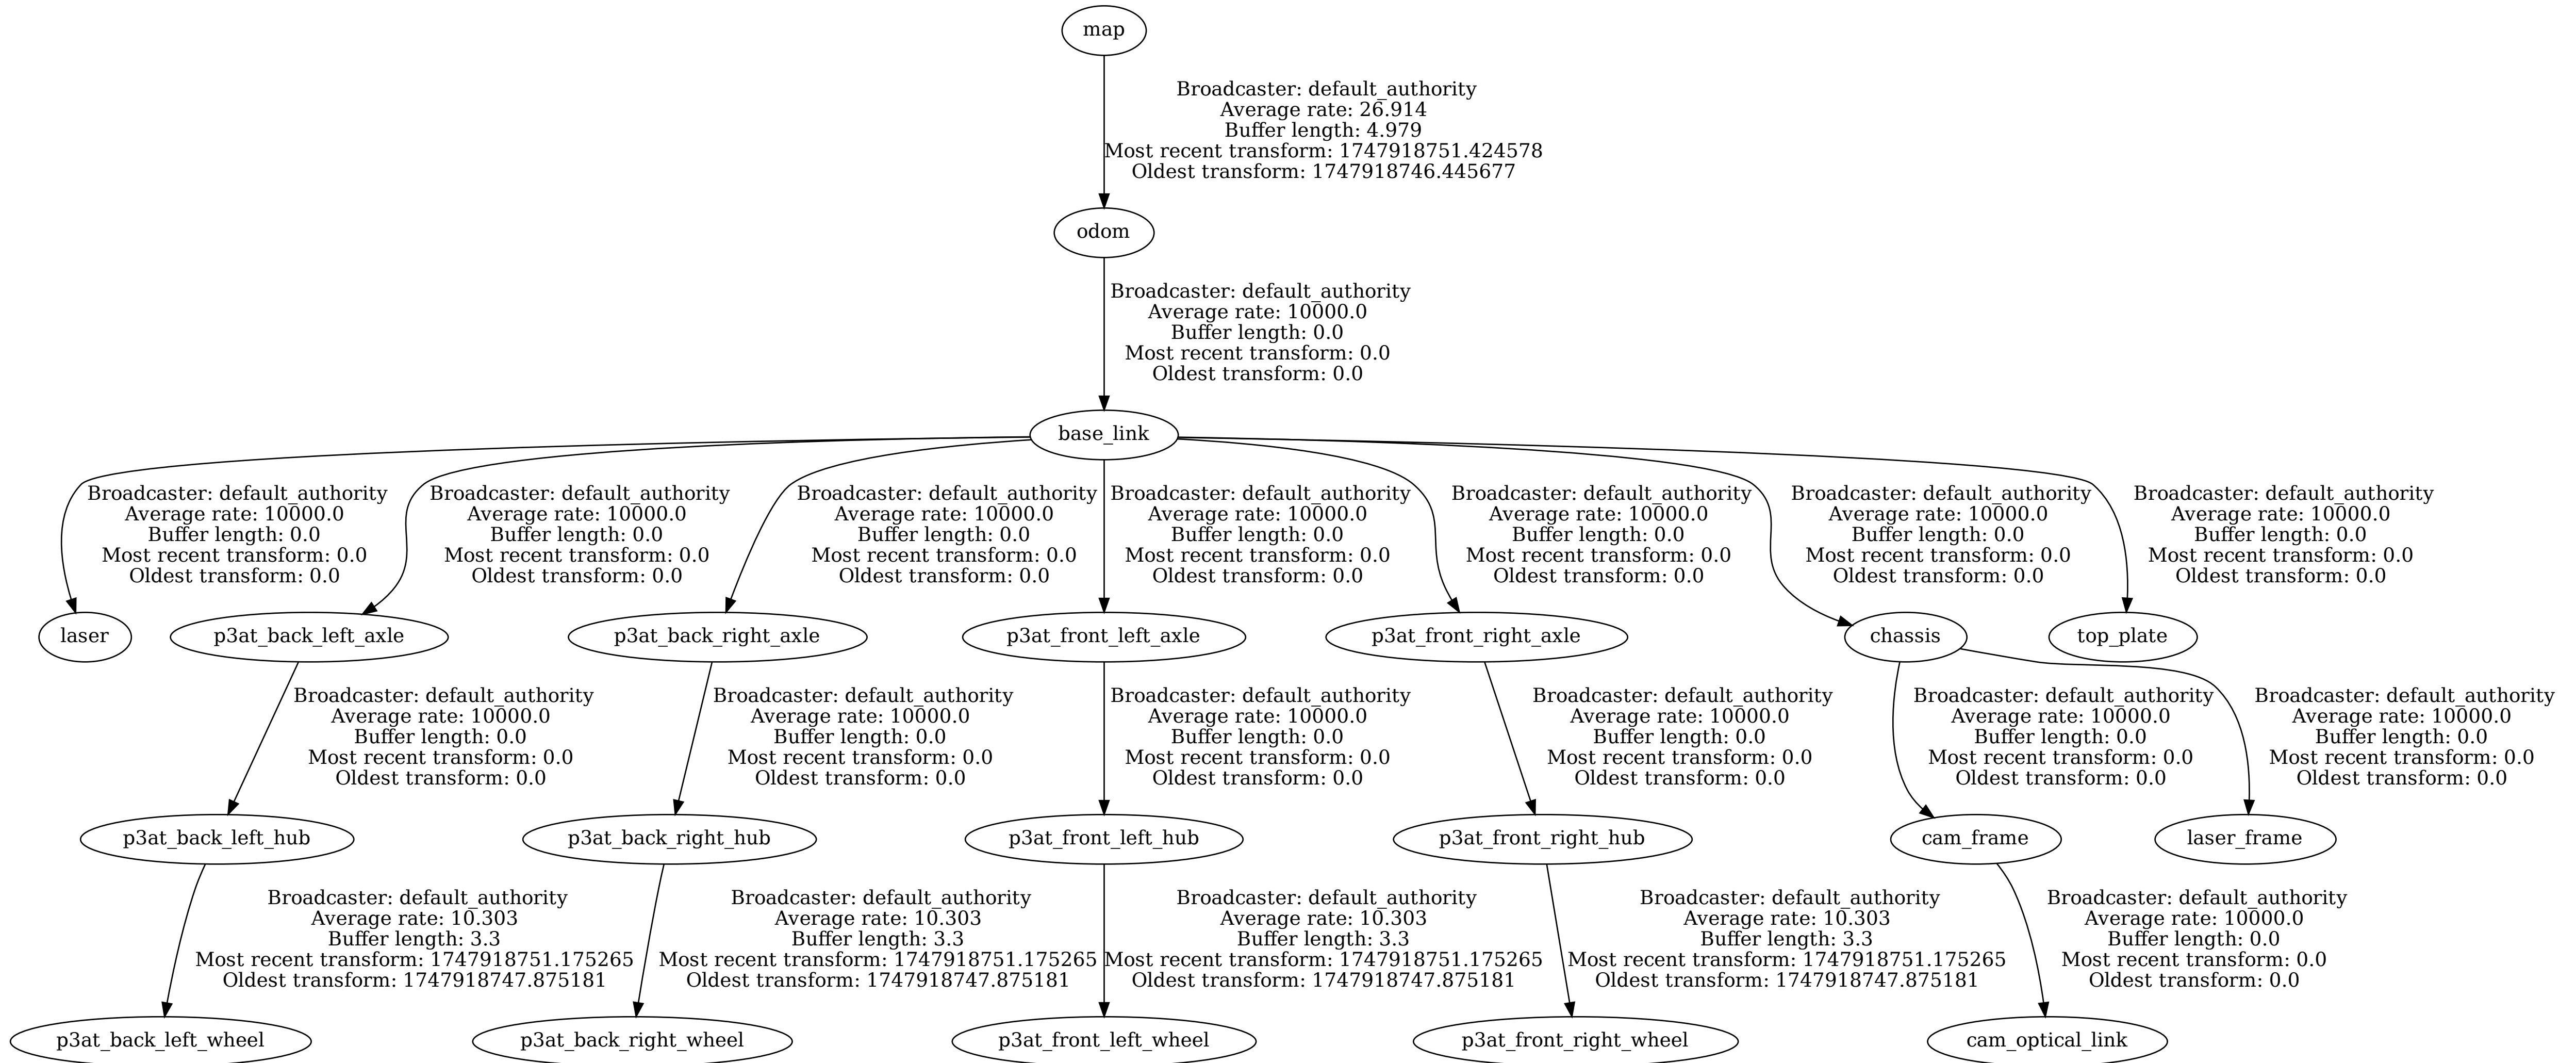 map
Broadcaster: default_authority
Average rate: 26.914
Buffer length: 4.979
Most recent transform: 1747918751.424578
Oldest transform: 1747918746.445677
odom
Broadcaster: default_authority
Average rate: 10000.0
Buffer length: 0.0
Most recent transform: 0.0
Oldest transform: 0.0
base_link
Broadcaster: default_authority
Average rate: 10000.0
Buffer length: 0.0
Most recent transform: 0.0
Oldest transform: 0.0
Broadcaster: default_authority
Average rate: 10000.0
Buffer length: 0.0
Most recent transform: 0.0
Oldest transform: 0.0
Broadcaster: default_authority
Average rate: 10000.0
Buffer length: 0.0
Most recent transform: 0.0
Oldest transform: 0.0
Broadcaster: default_authority
Average rate: 10000.0
Buffer length: 0.0
Most recent transform: 0.0
Oldest transform: 0.0
Broadcaster: default_authority
Average rate: 10000.0
Buffer length: 0.0
Most recent transform: 0.0
Oldest transform: 0.0
Broadcaster: default_authority
Average rate: 10000.0
Buffer length: 0.0
Most recent transform: 0.0
Oldest transform: 0.0
Broadcaster: default_authority
Average rate: 10000.0
Buffer length: 0.0
Most recent transform: 0.0
Oldest transform: 0.0
laser
p3at_back_left_axle
p3at_back_right_axle
p3at_front_left_axle
p3at_front_right_axle
chassis
top_plate
Broadcaster: default_authority
Average rate: 10000.0
Buffer length: 0.0
Most recent transform: 0.0
Oldest transform: 0.0
Broadcaster: default_authority
Average rate: 10000.0
Buffer length: 0.0
Most recent transform: 0.0
Oldest transform: 0.0
Broadcaster: default_authority
Average rate: 10000.0
Buffer length: 0.0
Most recent transform: 0.0
Oldest transform: 0.0
Broadcaster: default_authority
Average rate: 10000.0
Buffer length: 0.0
Most recent transform: 0.0
Oldest transform: 0.0
Broadcaster: default_authority
Average rate: 10000.0
Buffer length: 0.0
Most recent transform: 0.0
Oldest transform: 0.0
Broadcaster: default_authority
Average rate: 10000.0
Buffer length: 0.0
Most recent transform: 0.0
Oldest transform: 0.0
p3at_back_left_hub
p3at_back_right_hub
p3at_front_left_hub
p3at_front_right_hub
cam_frame
laser_frame
Broadcaster: default_authority
Average rate: 10.303
Buffer length: 3.3
Most recent transform: 1747918751.175265
Oldest transform: 1747918747.875181
Broadcaster: default_authority
Average rate: 10.303
Buffer length: 3.3
Most recent transform: 1747918751.175265
Oldest transform: 1747918747.875181
Broadcaster: default_authority
Average rate: 10.303
Buffer length: 3.3
Most recent transform: 1747918751.175265
Oldest transform: 1747918747.875181
Broadcaster: default_authority
Average rate: 10.303
Buffer length: 3.3
Most recent transform: 1747918751.175265
Oldest transform: 1747918747.875181
Broadcaster: default_authority
Average rate: 10000.0
Buffer length: 0.0
Most recent transform: 0.0
Oldest transform: 0.0
p3at_back_left_wheel
p3at_back_right_wheel
p3at_front_left_wheel
p3at_front_right_wheel
cam_optical_link